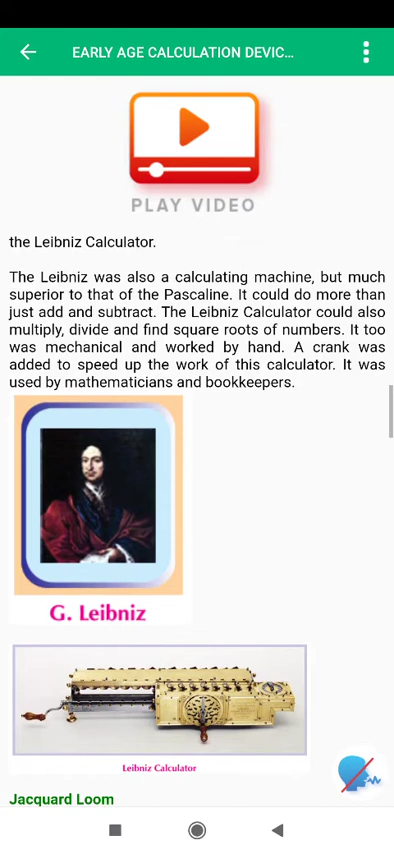 EARLY AGE CALCULATION DEVIC...
PLAY VIDEO
the Leibniz Calculator.
The Leibniz was also a calculating machine, but much
superior to that of the Pascaline. It could do more than
just add and subtract. The Leibniz Calculator could also
multiply, divide and find square roots of numbers. It too
was mechanical and worked by hand. A crank was
added to speed up the work of this calculator. It was
used by mathematicians and bookkeepers.
G. Leibniz
Leibniz Calculator
Jacquard Loom